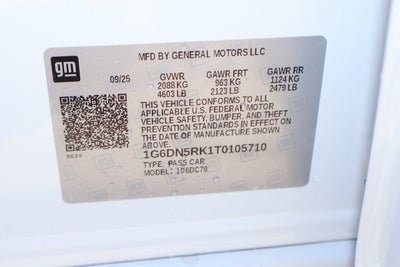 gm
MFD BY GENERAL MOTORS LLC
09/25 GVWR GAWR FRT GAWR RR
2088 KG 963 KG 1124 KG
4603 LB 2123 LB 2479 LB
THIS VEHICLE CONFORMS TO ALL
APPLICABLE U.S. FEDERAL MOTOR
VEHICLE SAFETY, BUMPER, AND THEFT
PREVENTION STANDARDS IN EFFECT ON
THE DATE OF MANUFACTURE SHOWN
ABOVE.
1G6DN5RK1T0105710
TYPE: PASS CAR
MODEL: